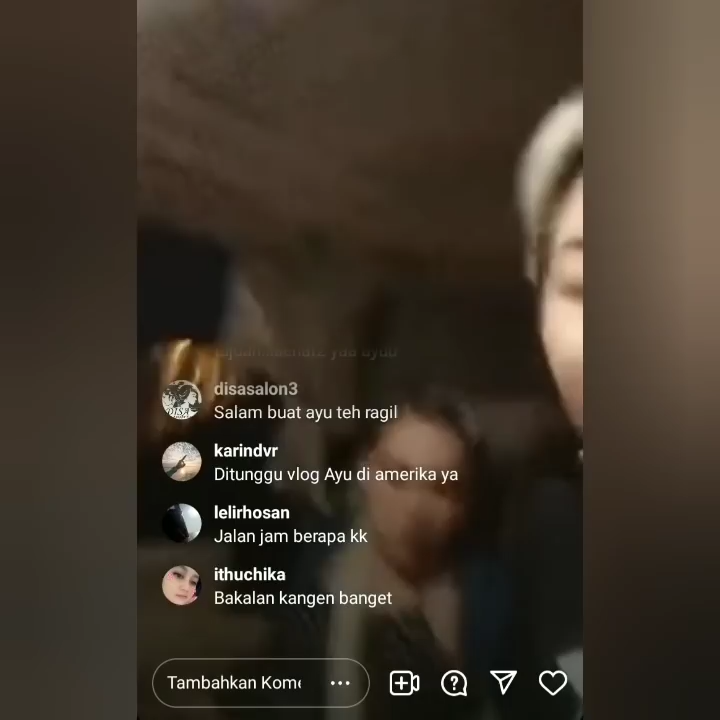 disasalon3
Salam buat ayu teh ragil
karindvr
Ditunggu vlog Ayu di amerika ya
lelirhosan
Jalan jam berapa kk
ithuchika
Bakalan kangen banget
Tambahkan Kome